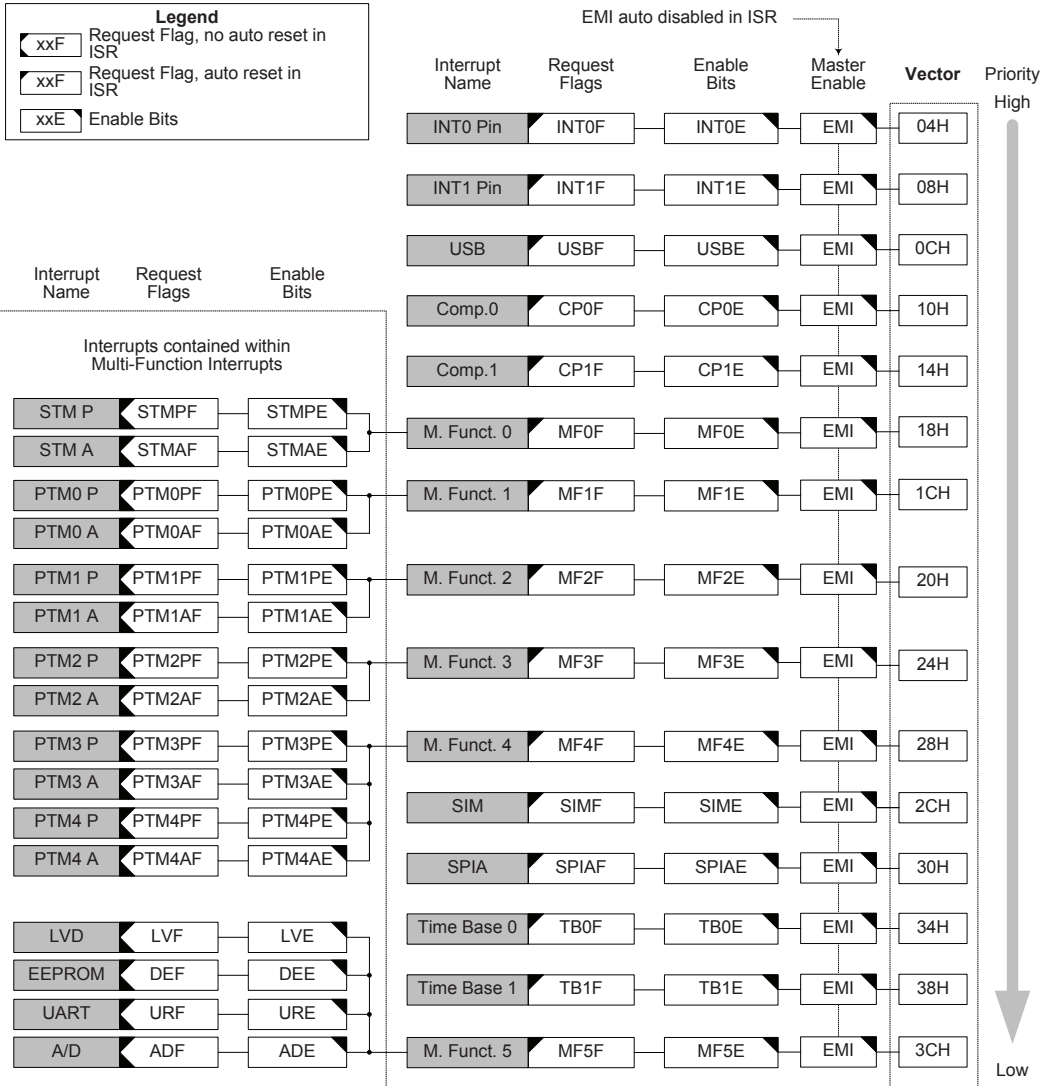 Legend
xxF Request Flag, no auto reset in
ISR
xxF Request Flag, auto reset in
ISR
xxE Enable Bits
EMI auto disabled in ISR
Interrupt
Name
Request
Flags
Enable
Bits
Master
Enable
Vector
Priority
High
INT0 Pin INT0F INT0E EMI 04H
INT1 Pin INT1F INT1E EMI 08H
USB USBF USBE EMI 0CH
Comp.0 CP0F CP0E EMI 10H
Comp.1 CP1F CP1E EMI 14H
M. Funct. 0 MF0F MF0E EMI 18H
M. Funct. 1 MF1F MF1E EMI 1CH
M. Funct. 2 MF2F MF2E EMI 20H
M. Funct. 3 MF3F MF3E EMI 24H
M. Funct. 4 MF4F MF4E EMI 28H
SIM SIMF SIME EMI 2CH
SPIA SPIAF SPIAE EMI 30H
Time Base 0 TB0F TB0E EMI 34H
Time Base 1 TB1F TB1E EMI 38H
M. Funct. 5 MF5F MF5E EMI 3CH
Low
Interrupt
Name
Request
Flags
Enable
Bits
Interrupts contained within
Multi-Function Interrupts
STM P STMPF STMPE
STM A STMAF STMAE
PTM0 P PTM0PF PTM0PE
PTM0 A PTM0AF PTM0AE
PTM1 P PTM1PF PTM1PE
PTM1 A PTM1AF PTM1AE
PTM2 P PTM2PF PTM2PE
PTM2 A PTM2AF PTM2AE
PTM3 P PTM3PF PTM3PE
PTM3 A PTM3AF PTM3AE
PTM4 P PTM4PF PTM4PE
PTM4 A PTM4AF PTM4AE
LVD LVF LVE
EEPROM DEF DEE
UART URF URE
A/D ADF ADE